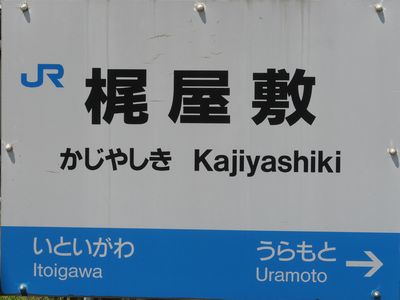 JR 梶屋敷
かじやしき Kajiyashiki
いといがわ うらもと →
Itoigawa Uramoto